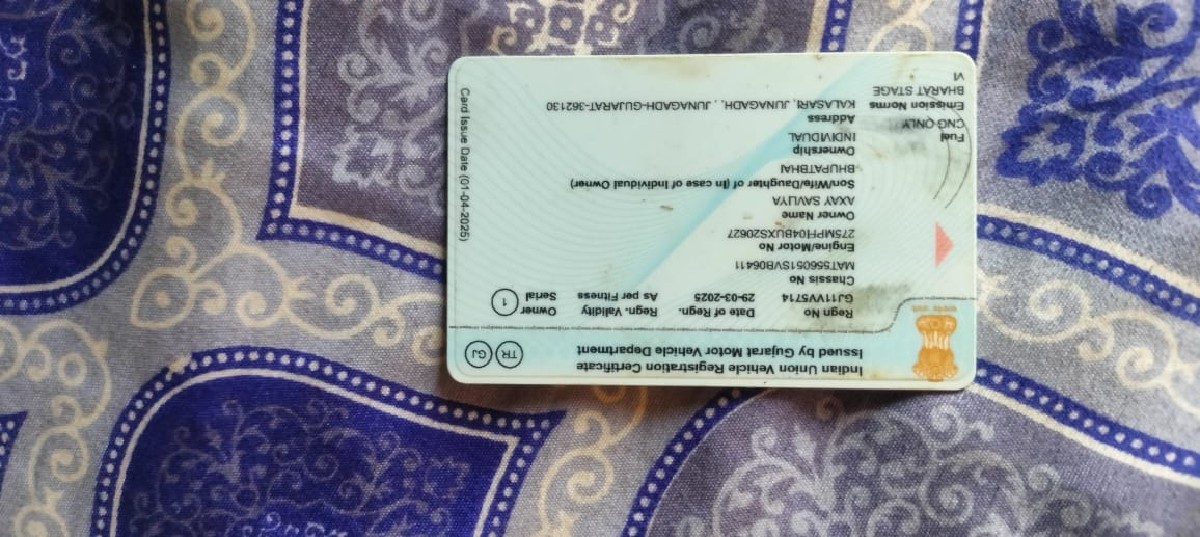 Indian Union Vehicle Registration Certificate
Issued by Gujarat Motor Vehicle Department
TR GJ
Regn No Date of Regn. Regn. Validity Owner Serial
GJ11VV5714 29-03-2025 As per Fitness 1
Chassis No
MAT556051SVB06411
Engine/Motor No
275MPH04BUXS20627
Owner Name
AXAY SAVLIYA
Son/Wife/Daughter of (In case of Individual Owner)
BHUPATBHAI
Ownership
INDIVIDUAL
Address
KALASARI, JUNAGADH, , JUNAGADH-GUJARAT-362130
Fuel
CNG ONLY
Emission Norms
BHARAT STAGE
VI
Card Issue Date (01-04-2025)